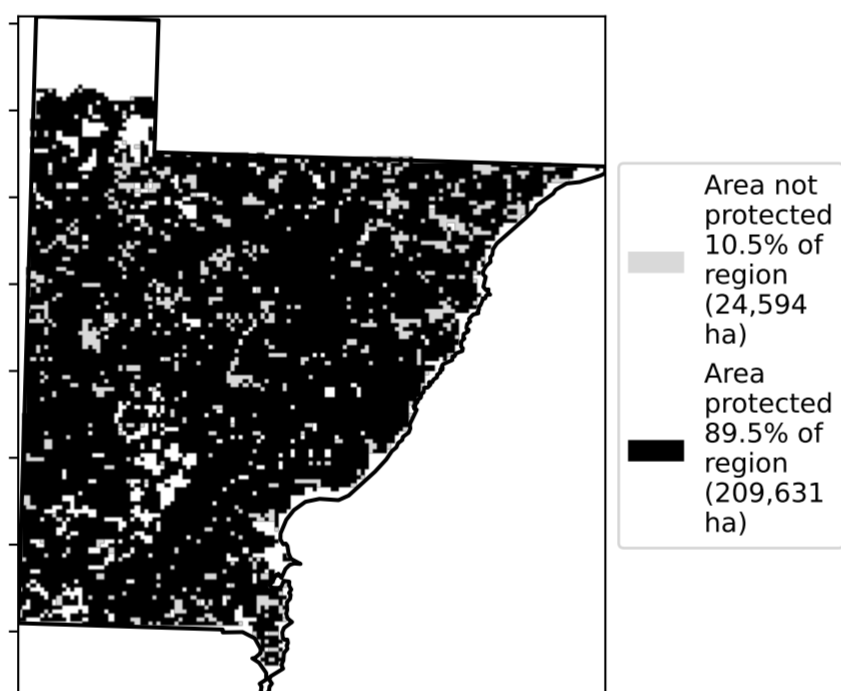 Area not
protected
10.5% of
region
(24,594
ha)
Area
protected
89.5% of
region
(209,631
ha)